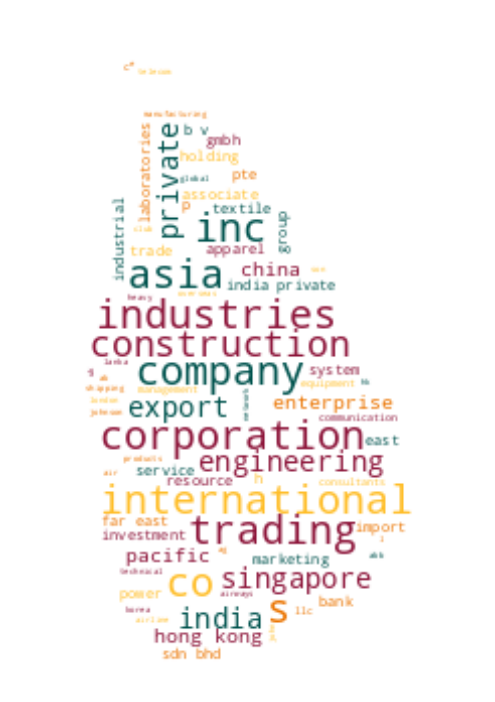 telecom
manufacturing
laboratories
private
b v
gmbh
holding
global
pte
associate
p
textile
industrial
inc
group
trade
apparel
asia
china
india private
heavy
industries
construction
lanka
company
system
equipment
shipping
management
london
export
enterprise
johnson
communication
corporation
east
products
engineering
air
service
resource
h
consultants
international
far east
trading
import
investment
pacific
marketing
abb
technical
co
singapore
power
airways
s
bank
korea
llc
india
airline
hong kong
sdn bhd